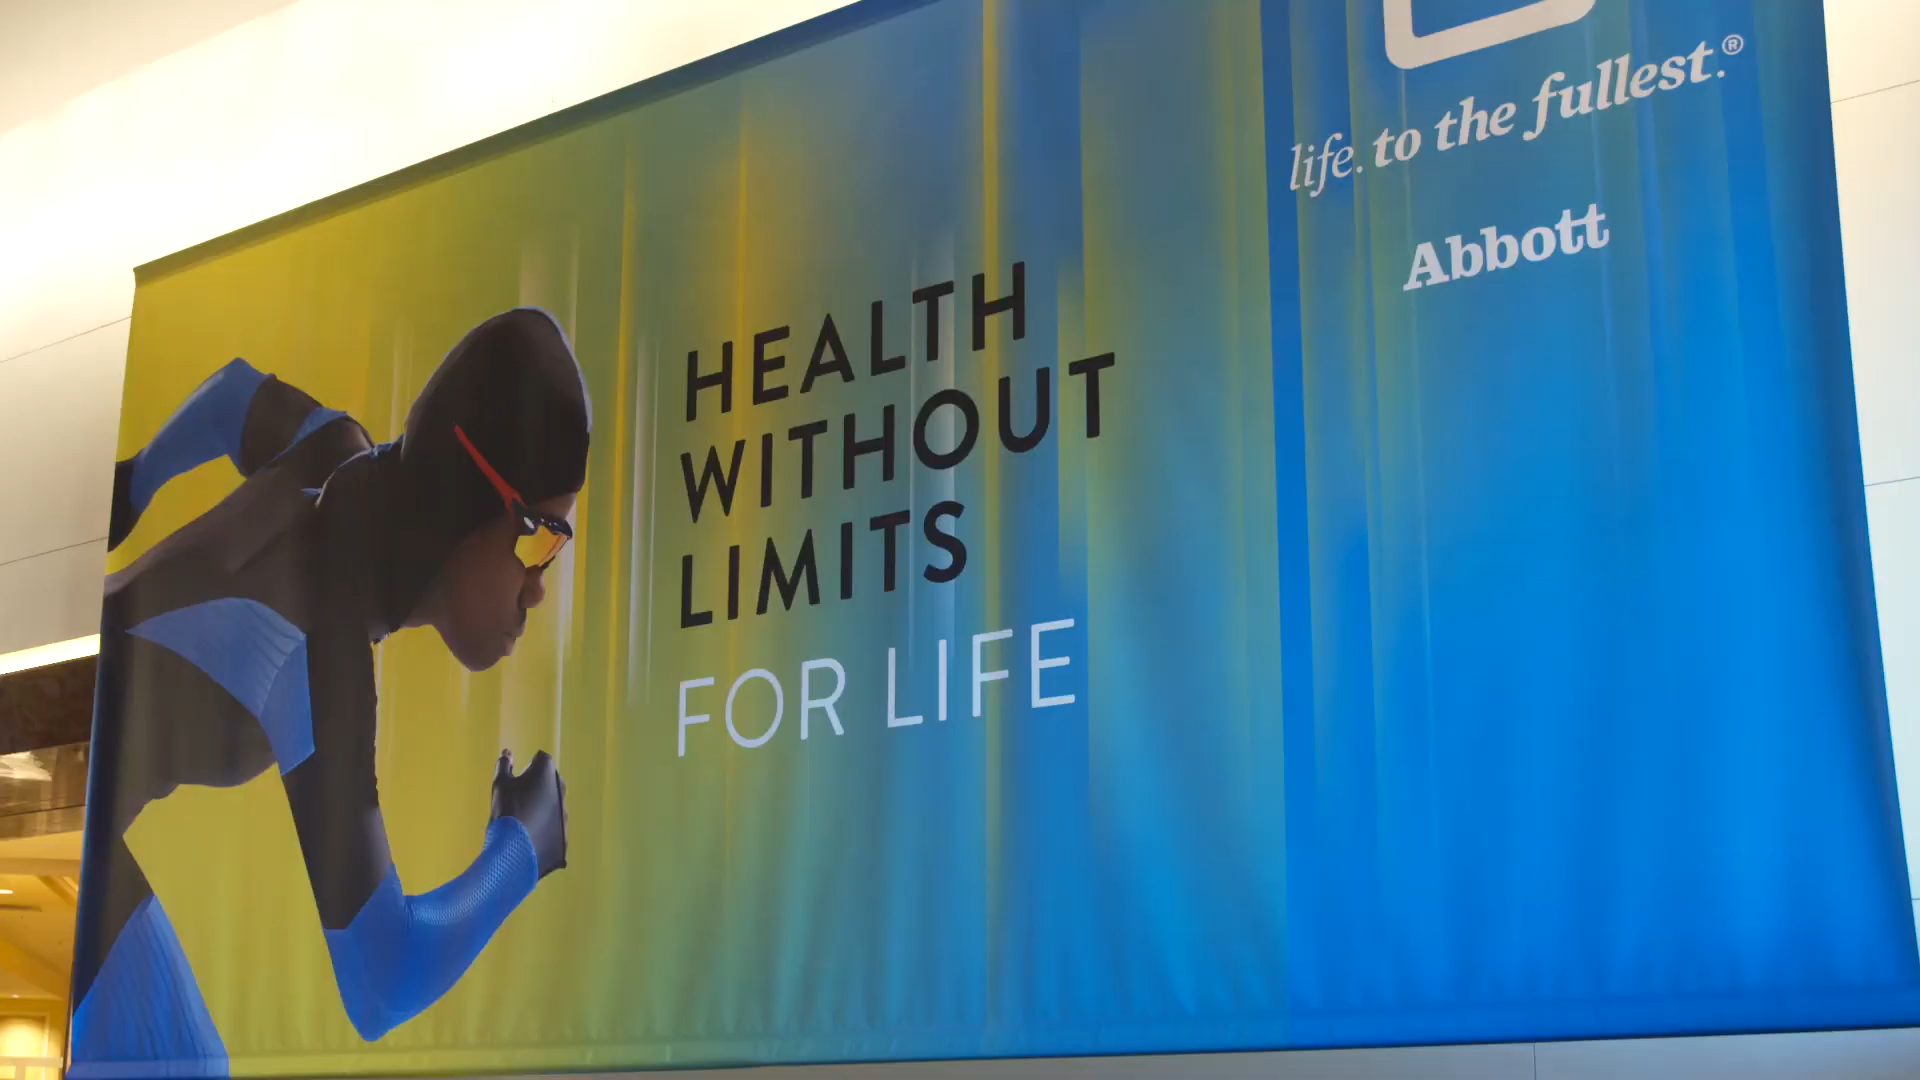 HEALTH
WITHOUT
LIMITS
FOR LIFE
life. to the fullest.®
Abbott